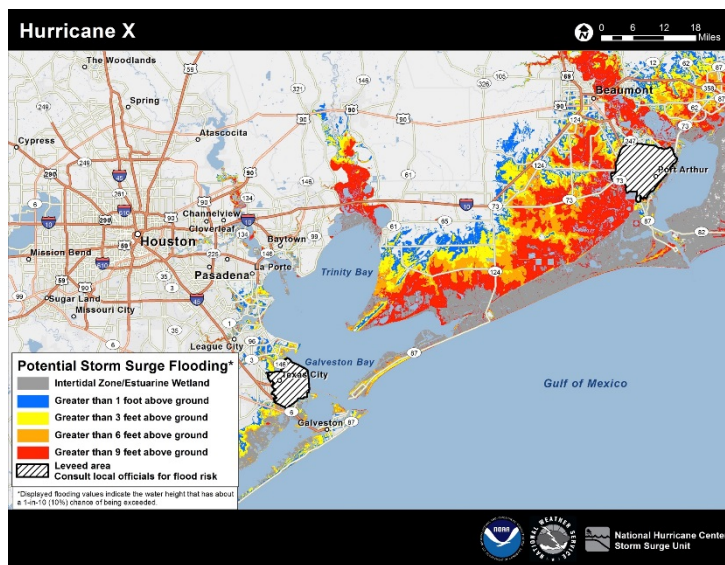 Hurricane X
N
0 6 12 18
Miles
The Woodlands
Spring
Atascocita
Cypress
Beaumont
Port Arthur
Channelview
Cloverleaf
Houston
Baytown
Mission Bend
Pasadena
La Porte
Trinity Bay
Sugar Land
Missouri City
League City
Galveston Bay
Texas City
Gulf of Mexico
Galveston
Potential Storm Surge Flooding*
Intertidal Zone/Estuarine Wetland
Greater than 1 foot above ground
Greater than 3 feet above ground
Greater than 6 feet above ground
Greater than 9 feet above ground
Leveed area
Consult local officials for flood risk
*Displayed flooding values indicate the water height that has about
a 1-in-10 (10%) chance of being exceeded.
NOAA
NATIONAL WEATHER SERVICE
National Hurricane Center
Storm Surge Unit